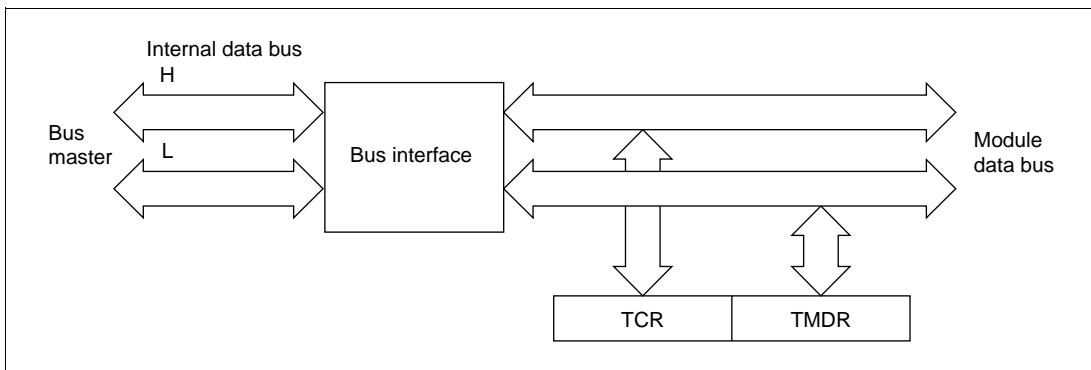 Internal data bus
H
Bus
master
L
Bus interface
Module
data bus
TCR
TMDR